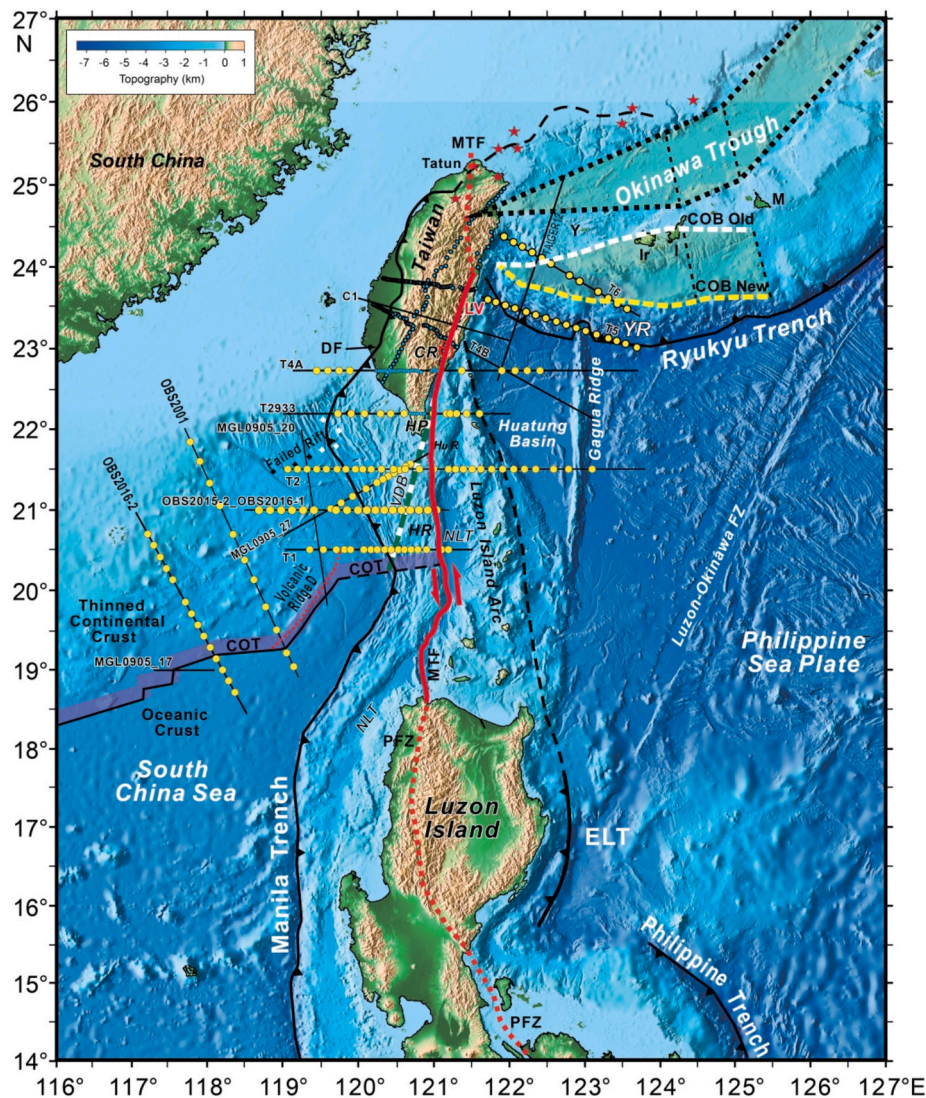 27°
N
26°
25°
24°
23°
22°
21°
20°
19°
18°
17°
16°
15°
14°
-7 -6 -5 -4 -3 -2 -1 0 1
Topography (km)
South China
MTF
Tatun
Okinawa Trough
Taiwan
TAIGER11
Y
Ir
I
M
COB Old
COB New
C1
LV
T6
T5
YR
Ryukyu Trench
DF
CR
T4B
T4A
Gagua Ridge
OBS2001
T2933
MGL0905_20
HP
Huatung
Basin
Failed Rift
Hu R
T2
OBS2016-2
OBS2015-2_OBS2016-1
VDB
MGL0905_27
HR
NLT
Luzon Island Arc
T1
COT
Volcanic
Ridge D
Luzon-Okinawa FZ
Thinned
Continental
Crust
COT
MGL0905_17
MTF
Philippine
Sea Plate
Oceanic
Crust
NLT
PFZ
South
China Sea
Manila Trench
Luzon
Island
ELT
Philippine Trench
PFZ
116° 117° 118° 119° 120° 121° 122° 123° 124° 125° 126° 127°E